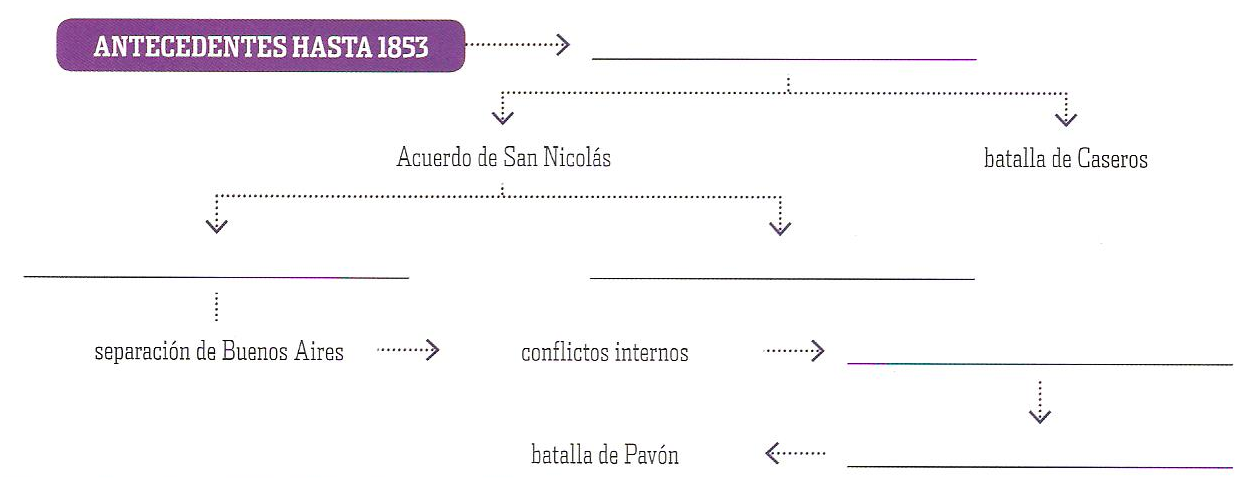 ANTECEDENTES HASTA 1853
Acuerdo de San Nicolás
batalla de Caseros
separación de Buenos Aires
conflictos internos
batalla de Pavón